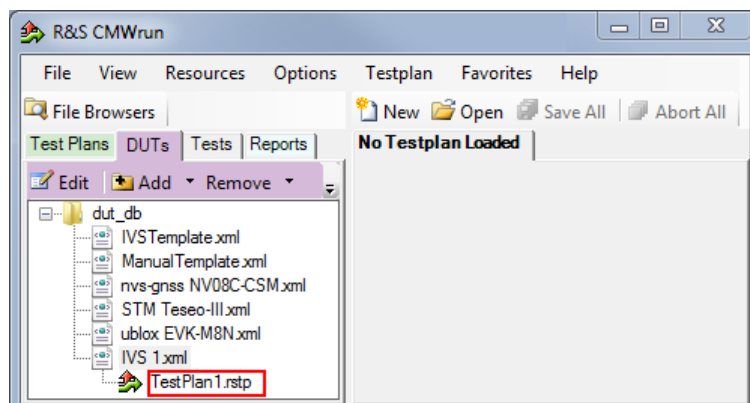 R&S CMWrun
File View Resources Options Testplan Favorites Help
File Browsers New Open Save All Abort All
Test Plans DUTs Tests Reports No Testplan Loaded
Edit Add Remove
dut_db
IVSTemplate.xml
ManualTemplate.xml
nvs-gnss NV08C-CSM.xml
STM Teseo-III.xml
ublox EVK-M8N.xml
IVS 1.xml
TestPlan1.rstp